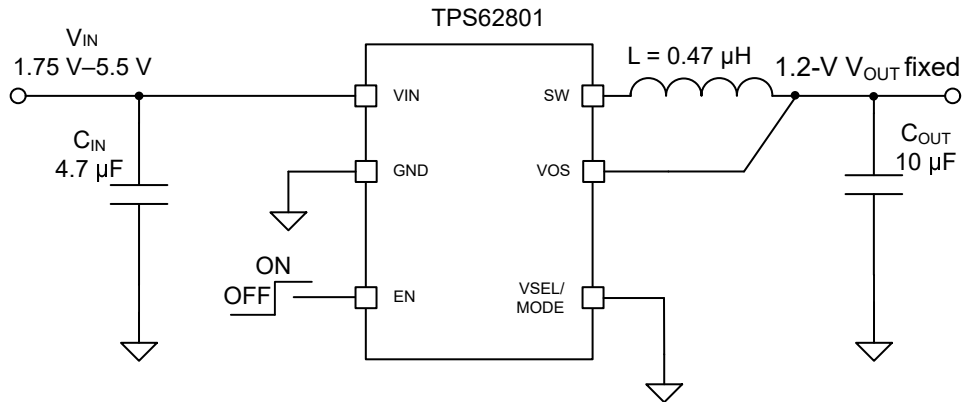 TPS62801
VIN
1.75 V–5.5 V
L = 0.47 µH
1.2-V VOUT fixed
VIN
SW
CIN
4.7 µF
COUT
10 µF
GND
VOS
ON
OFF
EN
VSEL/
MODE